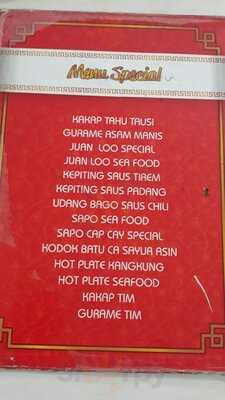 Menu Special
KAKAP TAHU TAUSI
GURAME ASAM MANIS
JUAN LOO SPECIAL
JUAN LOO SEA FOOD
KEPITING SAUS TIREM
KEPITING SAUS PADANG
UDANG BAGO SAUS CHILI
SAPO SEA FOOD
SAPO CAP CAY SPECIAL
KODOK BATU CA SAYUR ASIN
HOT PLATE KANGKUNG
HOT PLATE SEAFOOD
KAKAP TIM
GURAME TIM